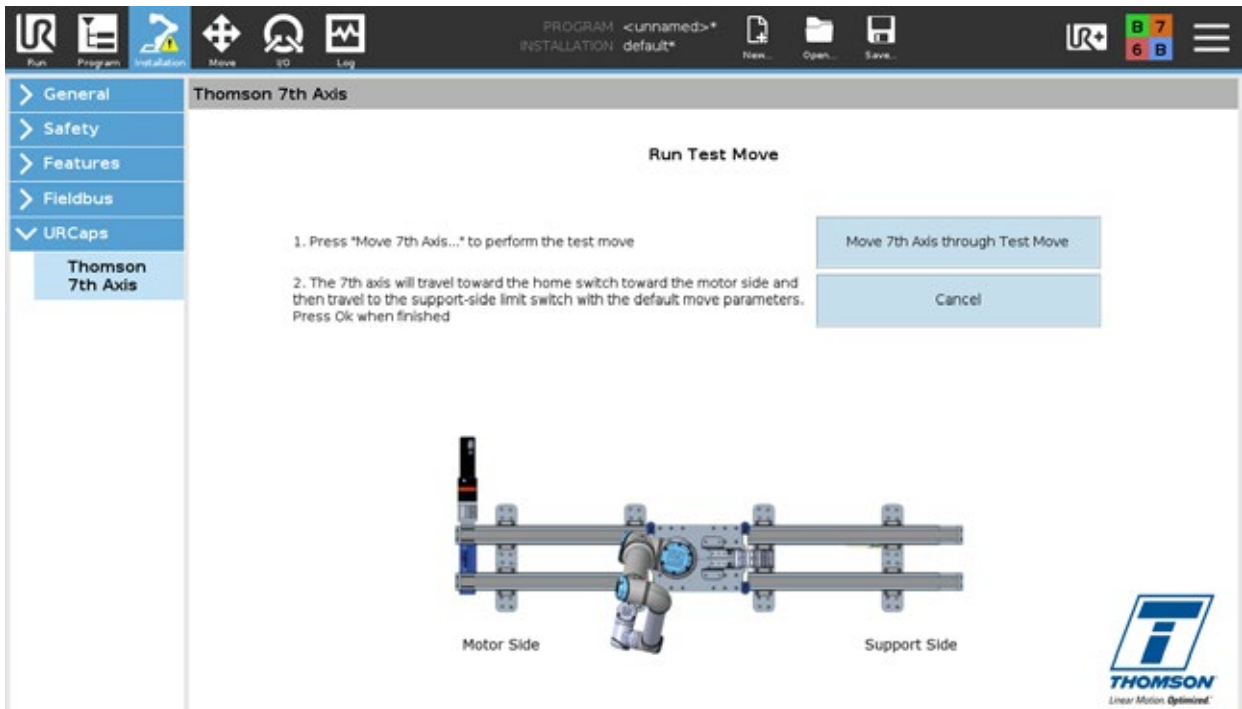 PROGRAM <unnamed>*
INSTALLATION default*
UR
Run
Program
Installation
Move
I/O
Log
New...
Open...
Save...
UR+
B 7
6 B
General
Safety
Features
Fieldbus
URCaps
Thomson
7th Axis
Thomson 7th Axis
Run Test Move
1. Press "Move 7th Axis..." to perform the test move
Move 7th Axis through Test Move
2. The 7th axis will travel toward the home switch toward the motor side and
then travel to the support-side limit switch with the default move parameters.
Press Ok when finished
Cancel
Motor Side
Support Side
THOMSON
Linear Motion. Optimized.